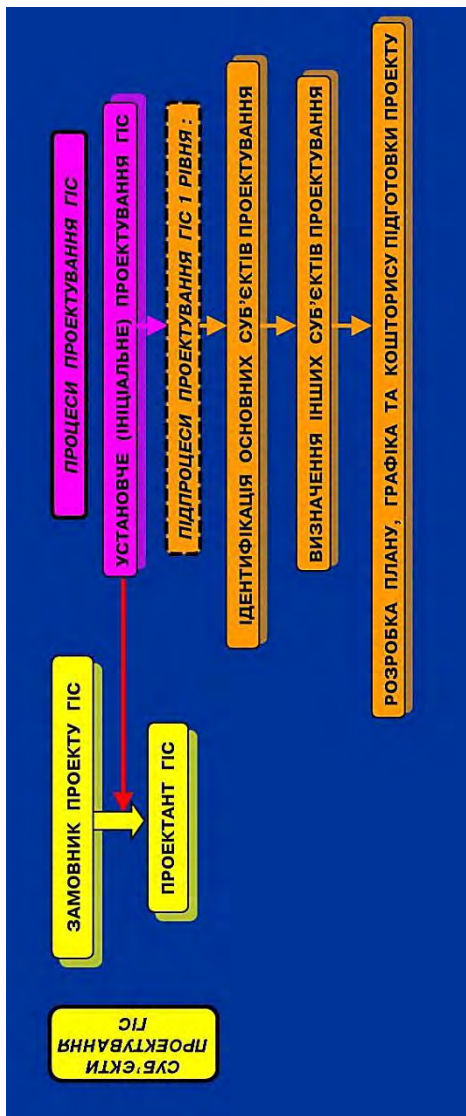 ПРОЦЕСИ ПРОЕКТУВАННЯ ГІС
УСТАНОВЧЕ (ІНІЦІАЛЬНЕ) ПРОЕКТУВАННЯ ГІС
ПІДПРОЦЕСИ ПРОЕКТУВАННЯ ГІС 1 РІВНЯ :
ІДЕНТИФІКАЦІЯ ОСНОВНИХ СУБ'ЄКТІВ ПРОЕКТУВАННЯ
ВИЗНАЧЕННЯ ІНШИХ СУБ'ЄКТІВ ПРОЕКТУВАННЯ
РОЗРОБКА ПЛАНУ, ГРАФІКА ТА КОШТОРИСУ ПІДГОТОВКИ ПРОЕКТУ
ЗАМОВНИК ПРОЕКТУ ГІС
ПРОЕКТАНТ ГІС
СУБ'ЄКТИ
ПРОЕКТУВАННЯ
ГІС